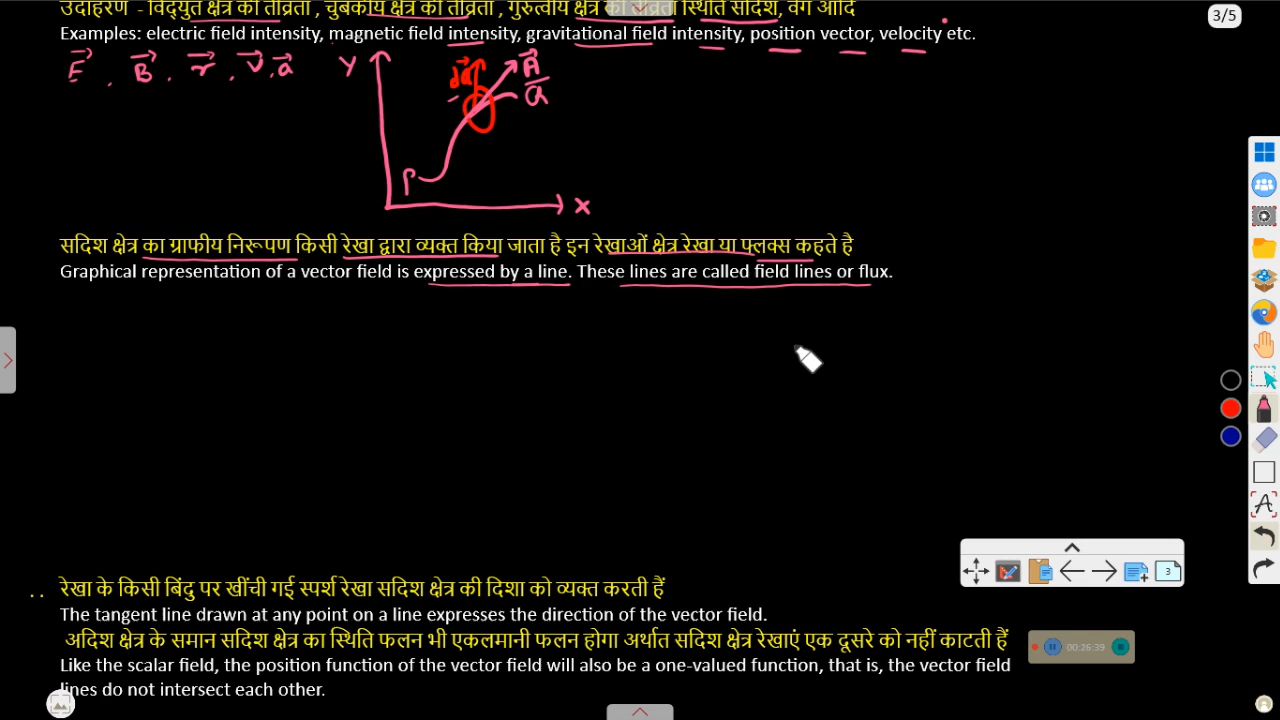 उदाहरण - विद्युत क्षेत्र की तीव्रता , चुंबकीय क्षेत्र की तीव्रता , गुरुत्वीय क्षेत्र की तीव्रता स्थिति सदिश, वेग आदि
3/5
Examples: electric field intensity, magnetic field intensity, gravitational field intensity, position vector, velocity etc.
E . B . r . v . a
Y
da
A
a
P
X
सदिश क्षेत्र का ग्राफीय निरूपण किसी रेखा द्वारा व्यक्त किया जाता है इन रेखाओं क्षेत्र रेखा या फ्लक्स कहते है
Graphical representation of a vector field is expressed by a line. These lines are called field lines or flux.
.. रेखा के किसी बिंदु पर खींची गई स्पर्श रेखा सदिश क्षेत्र की दिशा को व्यक्त करती हैं
The tangent line drawn at any point on a line expresses the direction of the vector field.
अदिश क्षेत्र के समान सदिश क्षेत्र का स्थिति फलन भी एकलमानी फलन होगा अर्थात सदिश क्षेत्र रेखाएं एक दूसरे को नहीं काटती हैं
Like the scalar field, the position function of the vector field will also be a one-valued function, that is, the vector field
lines do not intersect each other.
3
00:26:39